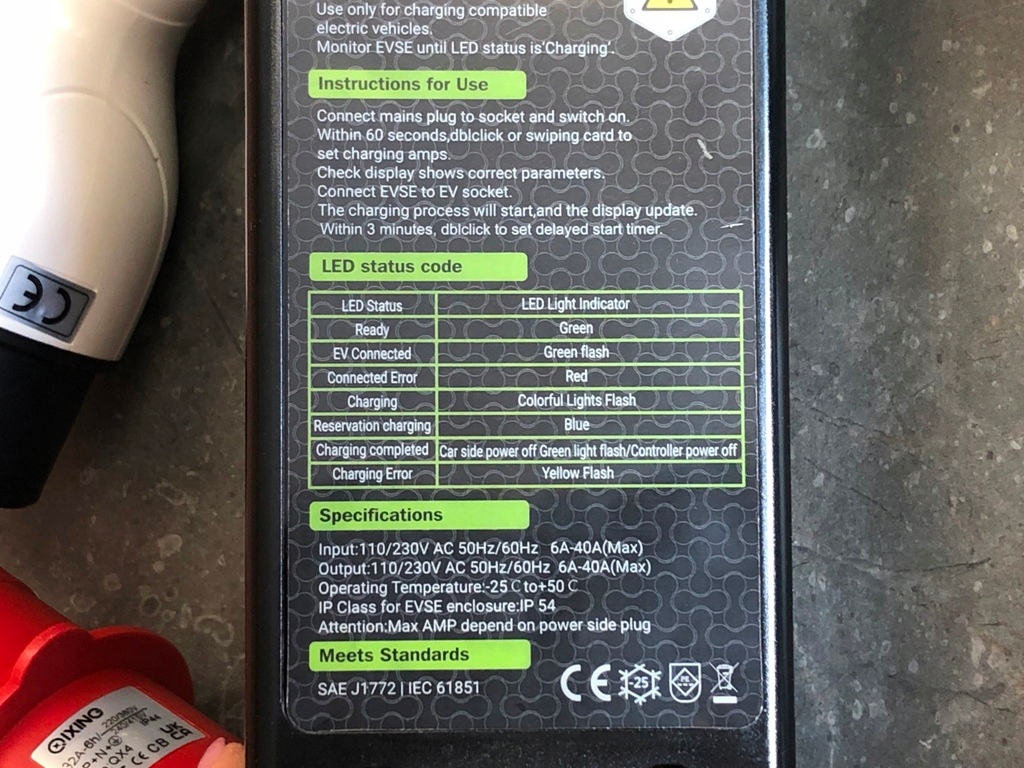 Use only for charging compatible
electric vehicles.
Monitor EVSE until LED status is'Charging'.
Instructions for Use
Connect mains plug to socket and switch on.
Within 60 seconds,dblclick or swiping card to
set charging amps.
Check display shows correct parameters.
Connect EVSE to EV socket.
The charging process will start,and the display update.
Within 3 minutes, dblclick to set delayed start timer.
LED status code
LED Status LED Light Indicator
Ready Green
EV Connected Green flash
Connected Error Red
Charging Colorful Lights Flash
Reservation charging Blue
Charging completed Car side power off Green light flash/Controller power off
Charging Error Yellow Flash
Specifications
Input:110/230V AC 50Hz/60Hz 6A-40A(Max)
Output:110/230V AC 50Hz/60Hz 6A-40A(Max)
Operating Temperature:-25 C to+50 C
IP Class for EVSE enclosure:IP 54
Attention:Max AMP depend on power side plug
Meets Standards
SAE J1772 | IEC 61851
CE -25
CE
QIXING
32A-6h/
IP44
P+N+
QX4
CE CB UKCA